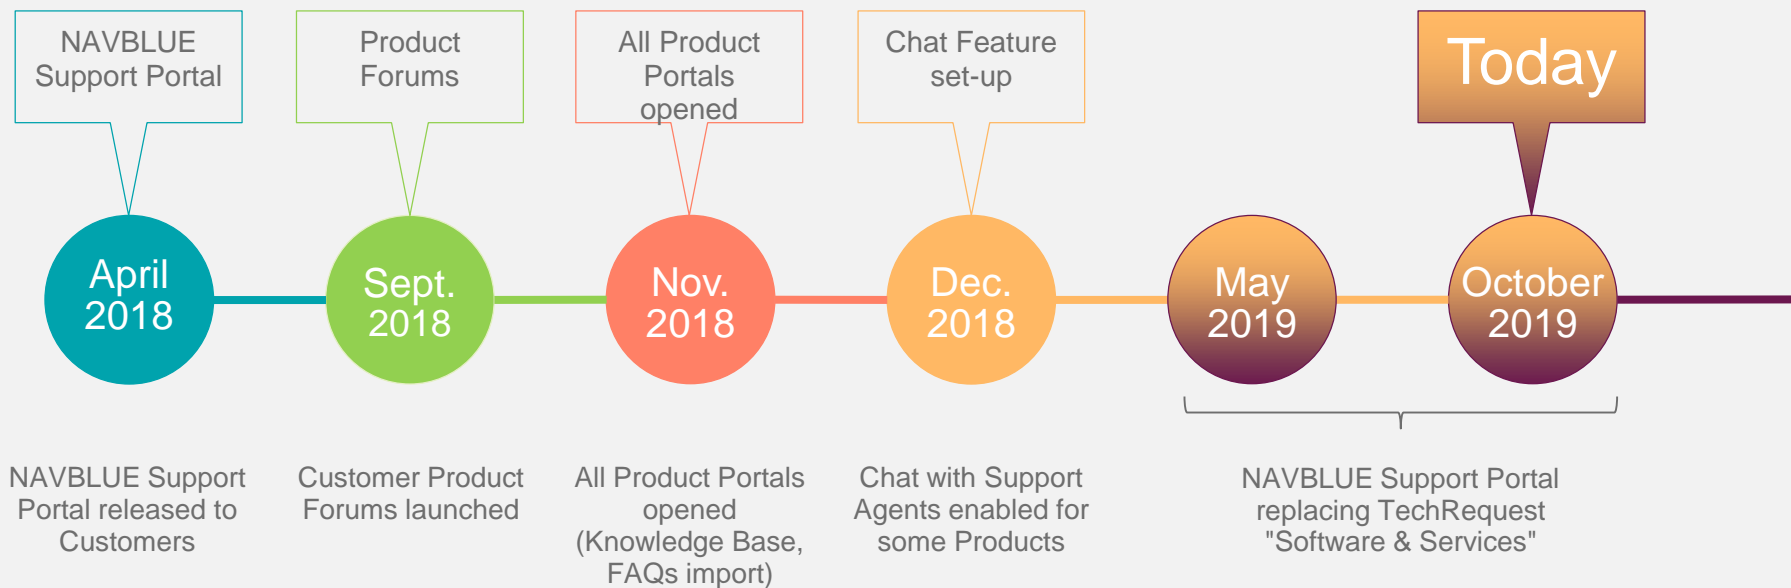 NAVBLUE
Support Portal
Product
Forums
All Product
Portals
opened
Chat Feature
set-up
Today
April
2018
Sept.
2018
Nov.
2018
Dec.
2018
May
2019
October
2019
NAVBLUE Support
Portal released to
Customers
Customer Product
Forums launched
All Product Portals
opened
(Knowledge Base,
FAQs import)
Chat with Support
Agents enabled for
some Products
NAVBLUE Support Portal
replacing TechRequest
"Software & Services"